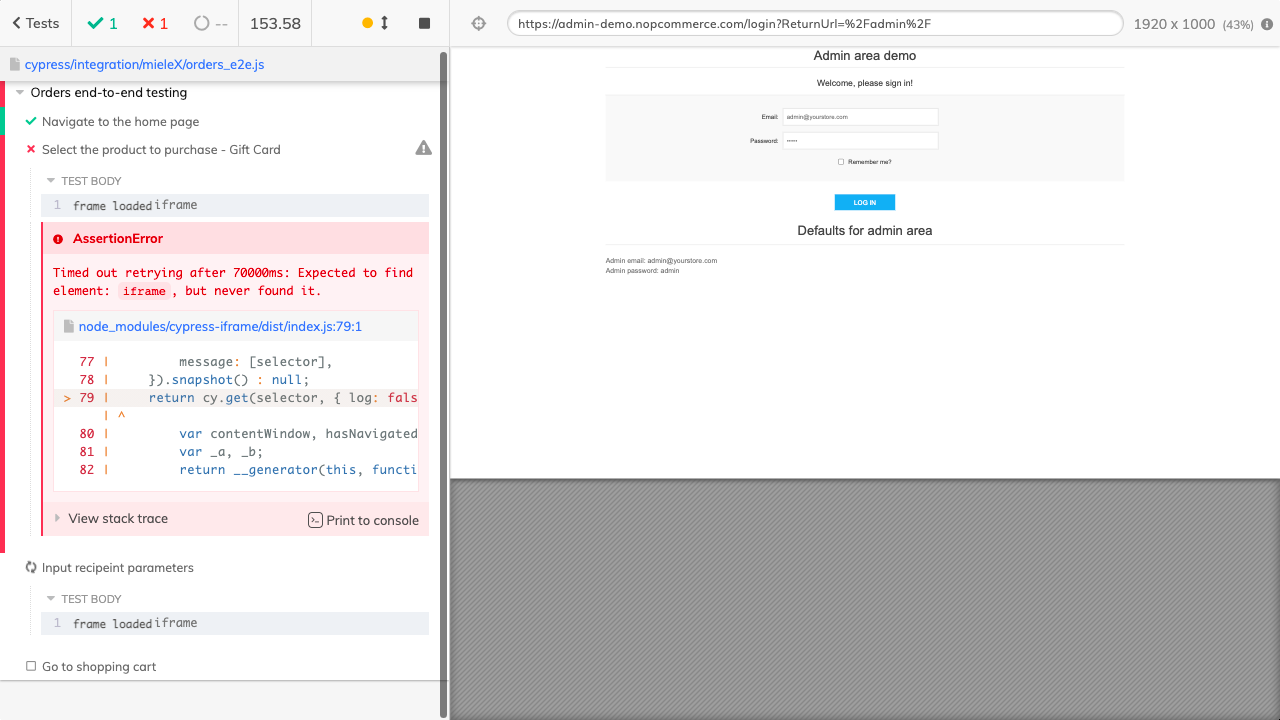 Tests
1
1
--
153.58
https://admin-demo.nopcommerce.com/login?ReturnUrl=%2Fadmin%2F
1920 x 1000 (43%)
cypress/integration/mieleX/orders_e2e.js
Orders end-to-end testing
Navigate to the home page
Select the product to purchase - Gift Card
TEST BODY
1 frame loaded iframe
AssertionError
Timed out retrying after 70000ms: Expected to find
element: iframe, but never found it.
node_modules/cypress-iframe/dist/index.js:79:1
77 | message: [selector],
78 | }).snapshot() : null;
> 79 | return cy.get(selector, { log: fals
| ^
80 | var contentWindow, hasNavigated
81 | var _a, _b;
82 | return __generator(this, functi
View stack trace
Print to console
Input recipeint parameters
TEST BODY
1 frame loaded iframe
Go to shopping cart
Admin area demo
Welcome, please sign in!
Email:
admin@yourstore.com
Password:
Remember me?
LOG IN
Defaults for admin area
Admin email: admin@yourstore.com
Admin password: admin